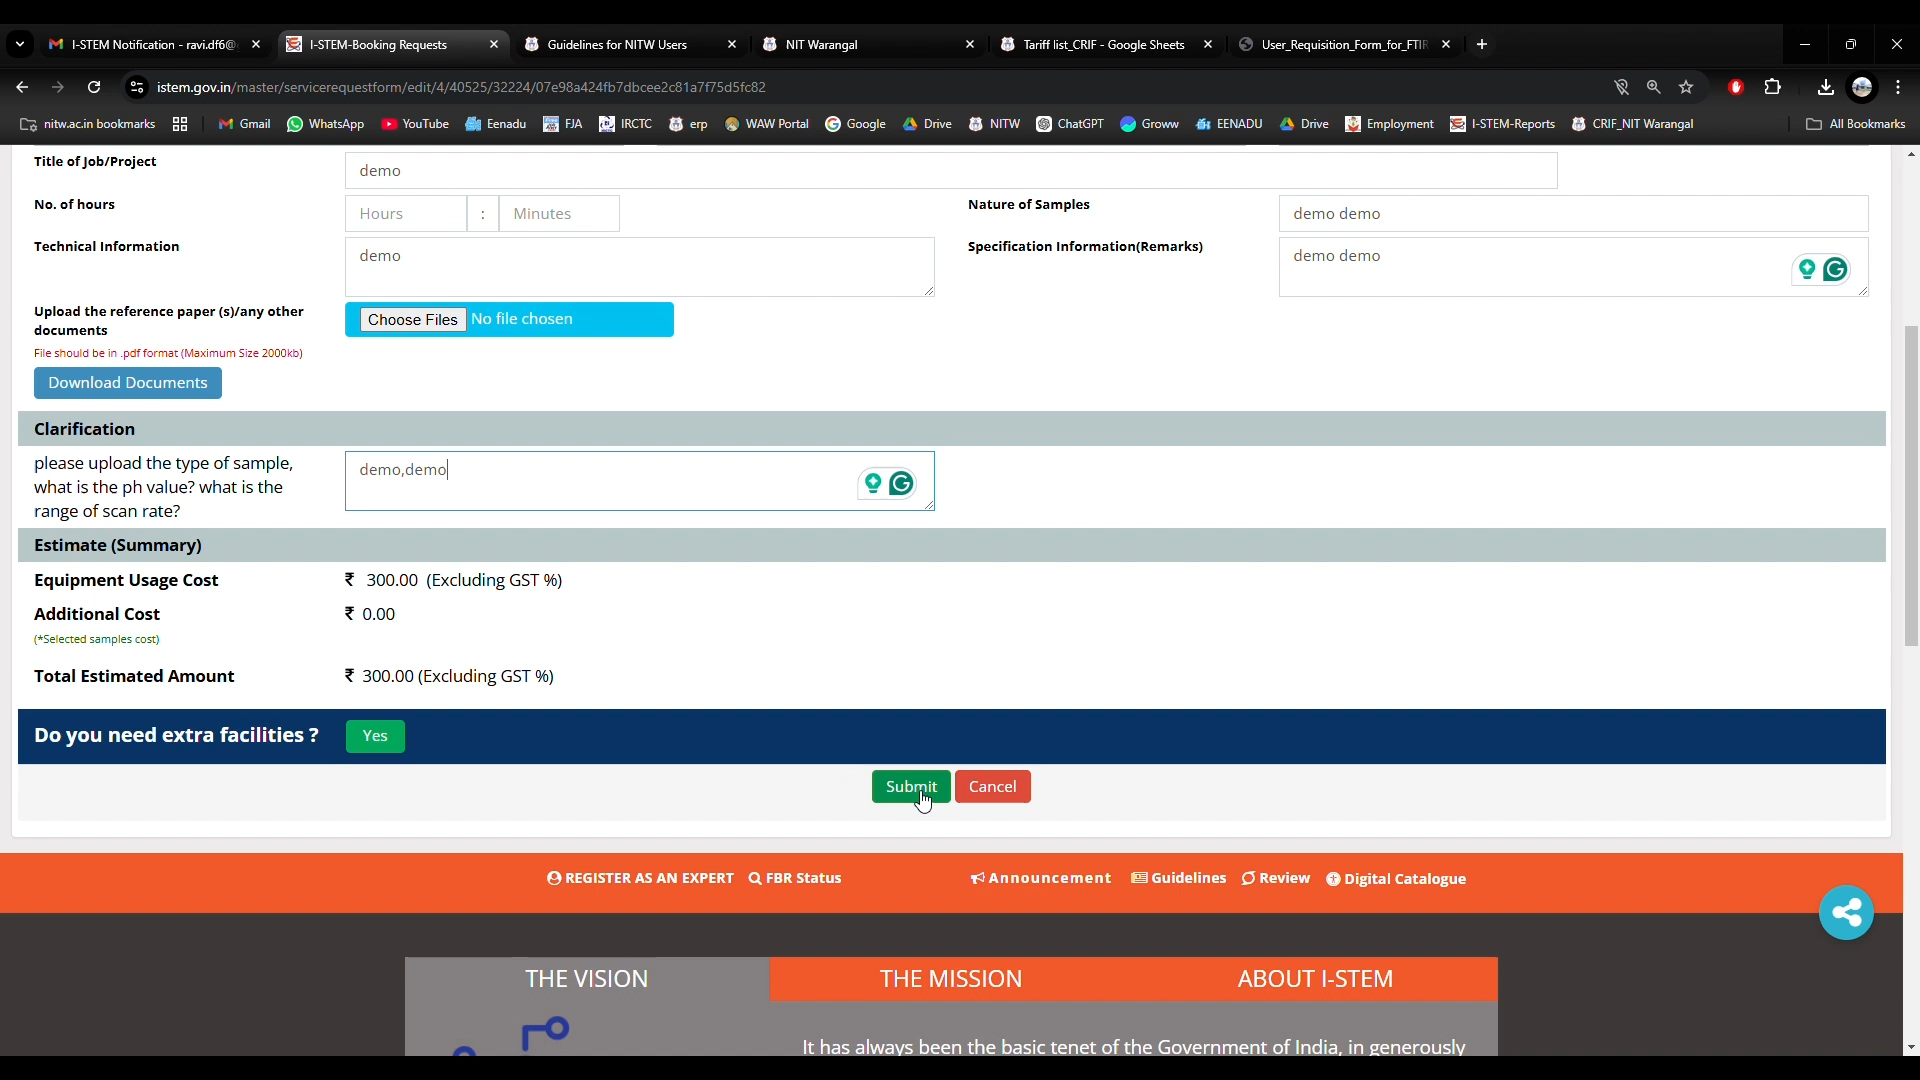 I-STEM Notification - ravi.df6@
I-STEM-Booking Requests
Guidelines for NITW Users
NIT Warangal
Tariff list_CRIF - Google Sheets
User_Requisition_Form_for_FTIR
istem.gov.in/master/servicerequestform/edit/4/40525/32224/07e98a424fb7dbcee2c81a7f75d5fc82
nitw.ac.in bookmarks
Gmail
WhatsApp
YouTube
Eenadu
FJA
IRCTC
erp
WAW Portal
Google
Drive
NITW
ChatGPT
Groww
EENADU
Drive
Employment
I-STEM-Reports
CRIF_NIT Warangal
All Bookmarks
Title of Job/Project
demo
No. of hours
Hours : Minutes
Nature of Samples
demo demo
Technical Information
demo
Specification Information(Remarks)
demo demo
Upload the reference paper (s)/any other
documents
Choose Files No file chosen
File should be in .pdf format (Maximum Size 2000kb)
Download Documents
Clarification
please upload the type of sample,
what is the ph value? what is the
range of scan rate?
demo,demo
Estimate (Summary)
Equipment Usage Cost ₹ 300.00 (Excluding GST %)
Additional Cost ₹ 0.00
(*Selected samples cost)
Total Estimated Amount ₹ 300.00 (Excluding GST %)
Do you need extra facilities ? Yes
Submit Cancel
REGISTER AS AN EXPERT
FBR Status
Announcement
Guidelines
Review
Digital Catalogue
THE VISION
THE MISSION
ABOUT I-STEM
It has always been the basic tenet of the Government of India, in generously